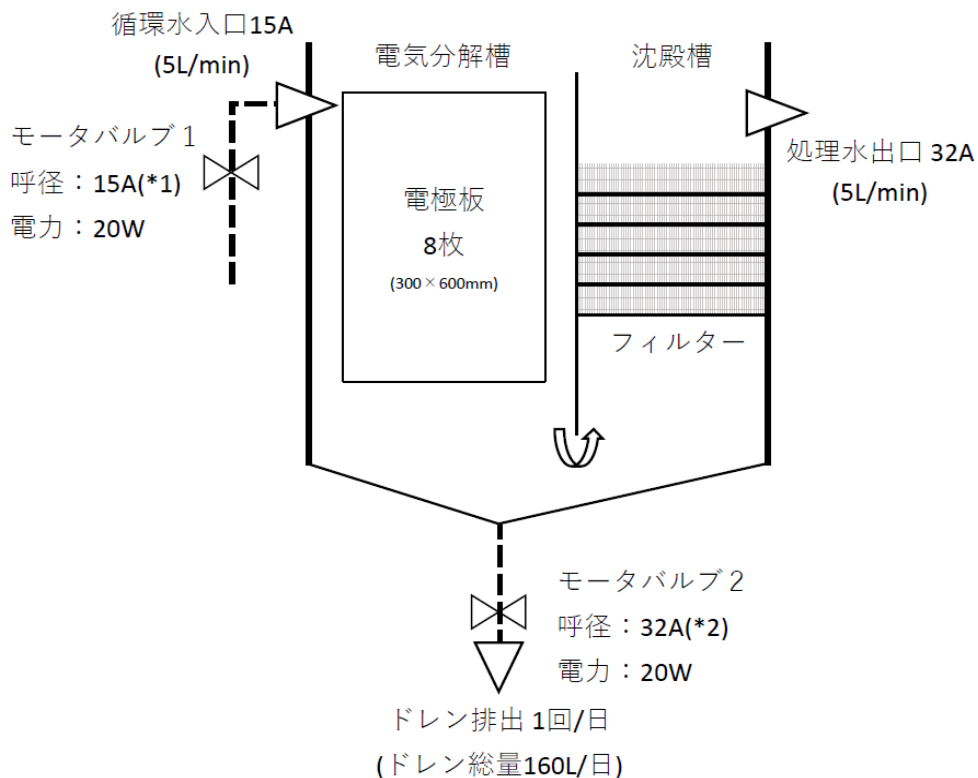 循環水入口15A
(5L/min)
電気分解槽
沈殿槽
モータバルブ１
呼径：15A(*1)
電力：20W
電極板
8枚
(300×600mm)
処理水出口 32A
(5L/min)
フィルター
モータバルブ２
呼径：32A(*2)
電力：20W
ドレン排出 1回/日
(ドレン総量160L/日)